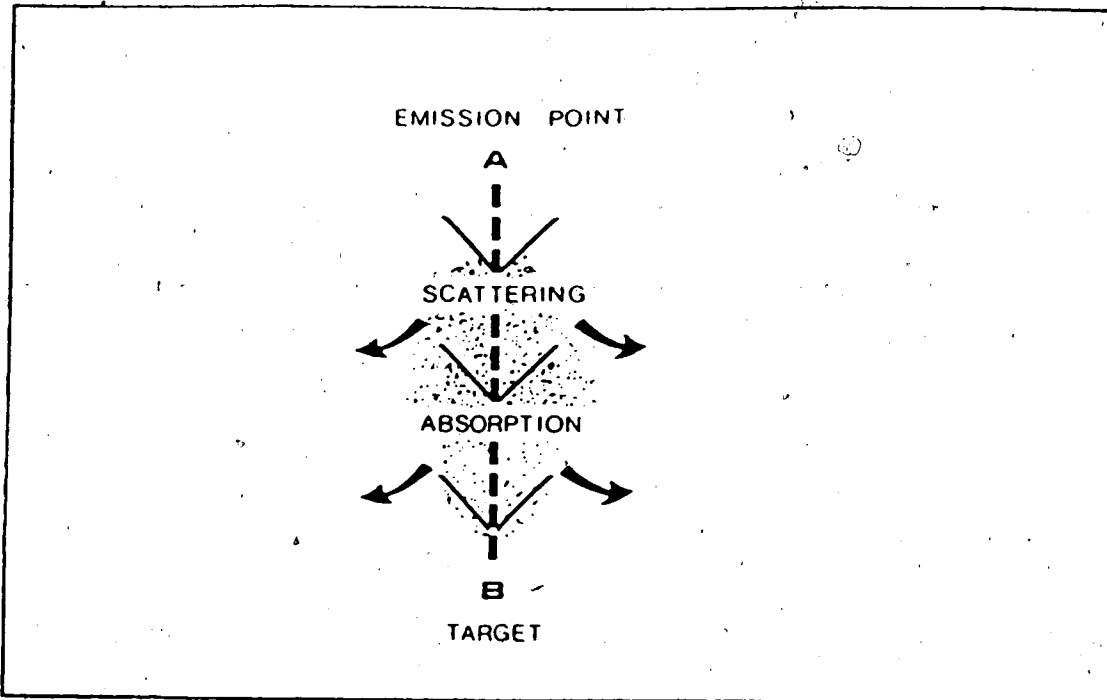 EMISSION POINT
A
SCATTERING
ABSORPTION
B
TARGET